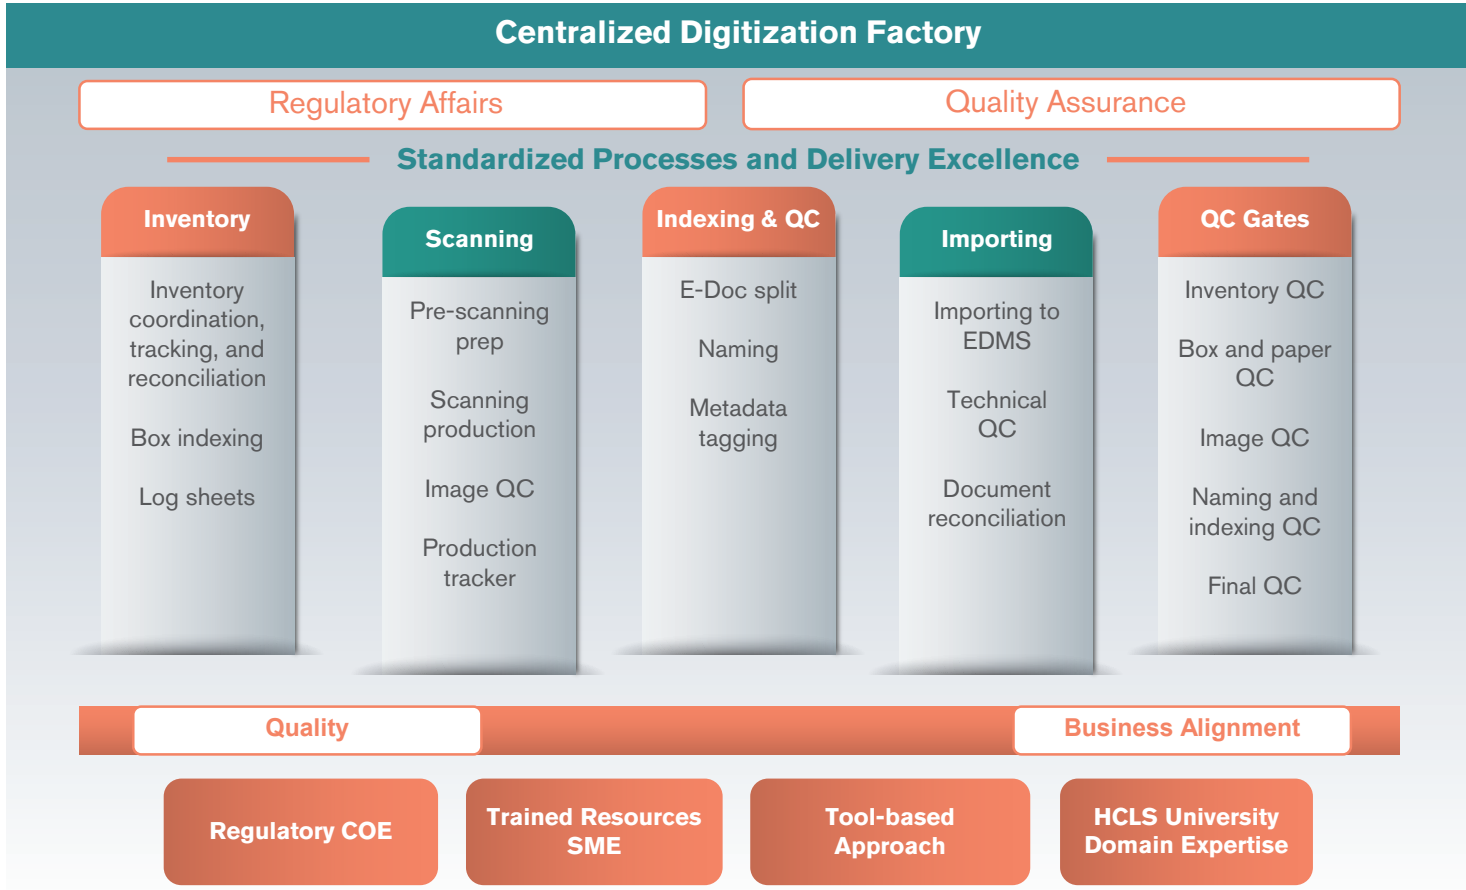 Centralized Digitization Factory
Regulatory Affairs
Quality Assurance
Standardized Processes and Delivery Excellence
Inventory
Inventory
coordination,
tracking, and
reconciliation
Box indexing
Log sheets
Scanning
Pre-scanning
prep
Scanning
production
Image QC
Production
tracker
Indexing & QC
E-Doc split
Naming
Metadata
tagging
Importing
Importing to
EDMS
Technical
QC
Document
reconciliation
QC Gates
Inventory QC
Box and paper
QC
Image QC
Naming and
indexing QC
Final QC
Quality
Business Alignment
Regulatory COE
Trained Resources
SME
Tool-based
Approach
HCLS University
Domain Expertise